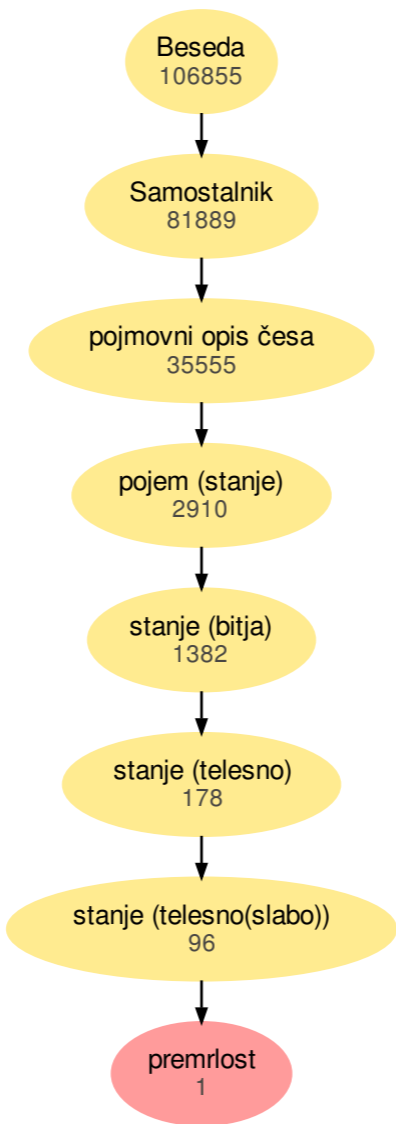 Beseda
106855
Samostalnik
81889
pojmovni opis česa
35555
pojem (stanje)
2910
stanje (bitja)
1382
stanje (telesno)
178
stanje (telesno(slabo))
96
premrlost
1